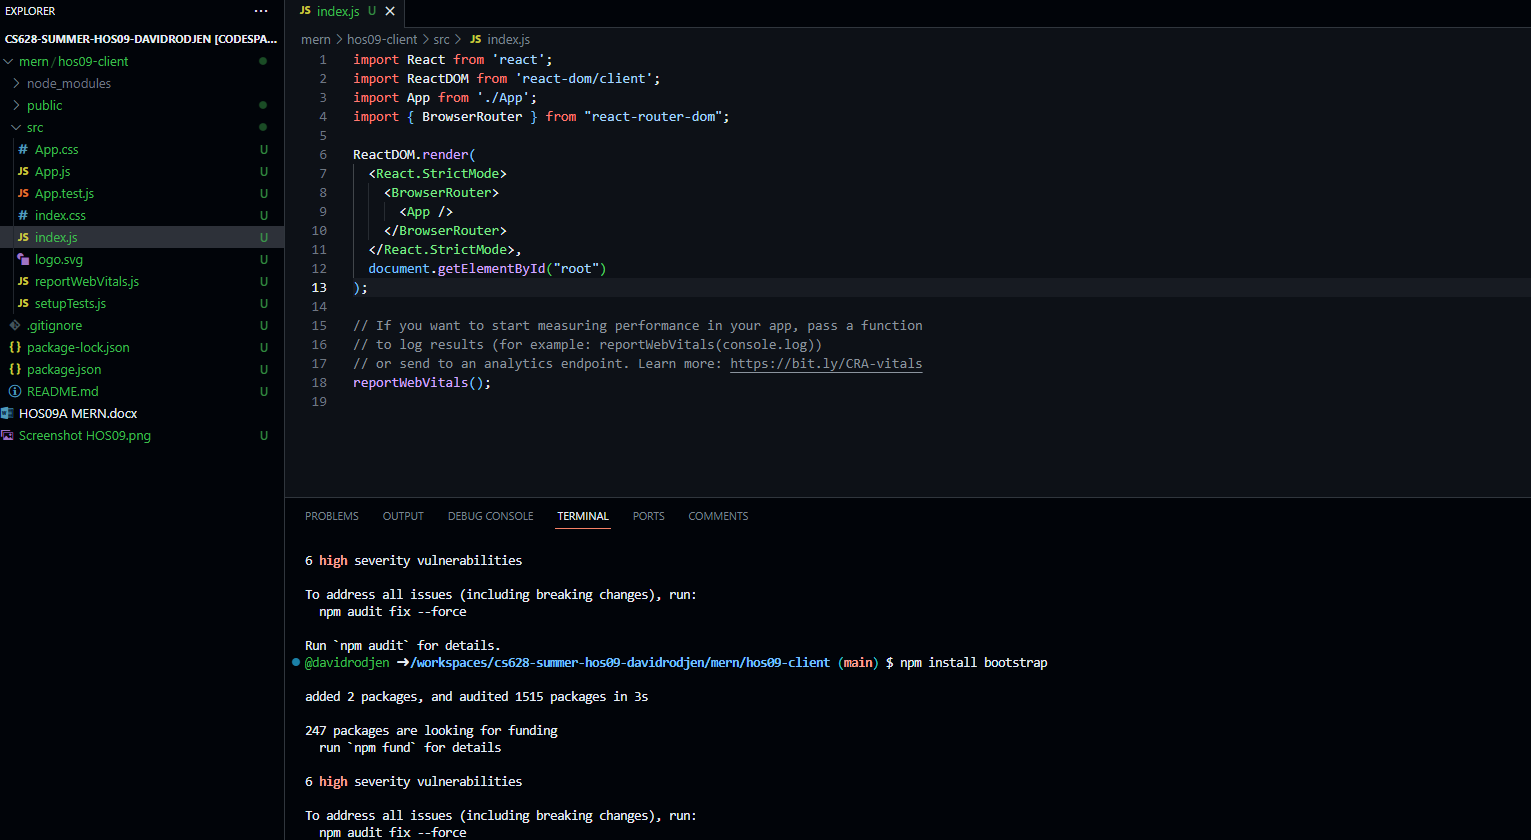 EXPLORER
···
CS628-SUMMER-HOS09-DAVIDRODJEN [CODESPA...
mern / hos09-client
node_modules
public
src
# App.css U
JS App.js U
JS App.test.js U
# index.css U
JS index.js U
logo.svg U
JS reportWebVitals.js U
JS setupTests.js U
.gitignore U
{} package-lock.json U
{} package.json U
README.md U
HOS09A MERN.docx
Screenshot HOS09.png U
JS index.js U ×
mern > hos09-client > src > JS index.js
1 import React from 'react';
2 import ReactDOM from 'react-dom/client';
3 import App from './App';
4 import { BrowserRouter } from "react-router-dom";
5
6 ReactDOM.render(
7 <React.StrictMode>
8 <BrowserRouter>
9 <App />
10 </BrowserRouter>
11 </React.StrictMode>,
12 document.getElementById("root")
13 );
14
15 // If you want to start measuring performance in your app, pass a function
16 // to log results (for example: reportWebVitals(console.log))
17 // or send to an analytics endpoint. Learn more: https://bit.ly/CRA-vitals
18 reportWebVitals();
19
PROBLEMS OUTPUT DEBUG CONSOLE TERMINAL PORTS COMMENTS
6 high severity vulnerabilities
To address all issues (including breaking changes), run:
npm audit fix --force
Run `npm audit` for details.
@davidrodjen ➜/workspaces/cs628-summer-hos09-davidrodjen/mern/hos09-client (main) $ npm install bootstrap
added 2 packages, and audited 1515 packages in 3s
247 packages are looking for funding
run `npm fund` for details
6 high severity vulnerabilities
To address all issues (including breaking changes), run:
npm audit fix --force